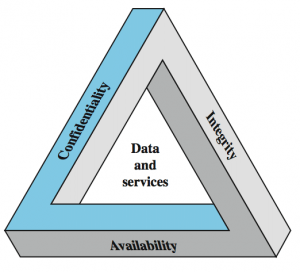 Confidentiality
Integrity
Data
and
services
Availability